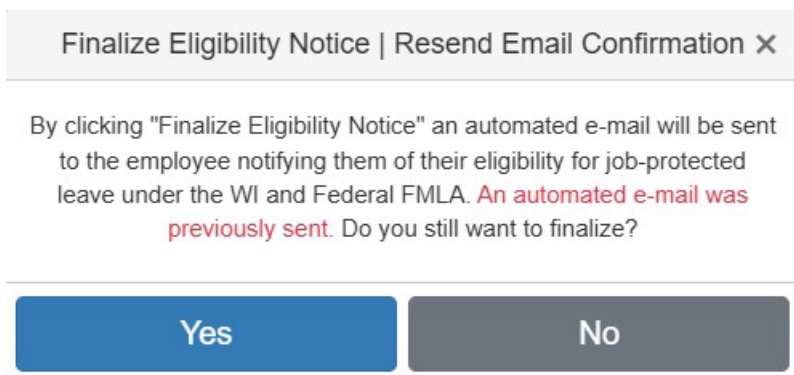 Finalize Eligibility Notice | Resend Email Confirmation ×
By clicking "Finalize Eligibility Notice" an automated e-mail will be sent
to the employee notifying them of their eligibility for job-protected
leave under the WI and Federal FMLA. An automated e-mail was
previously sent. Do you still want to finalize?
Yes
No